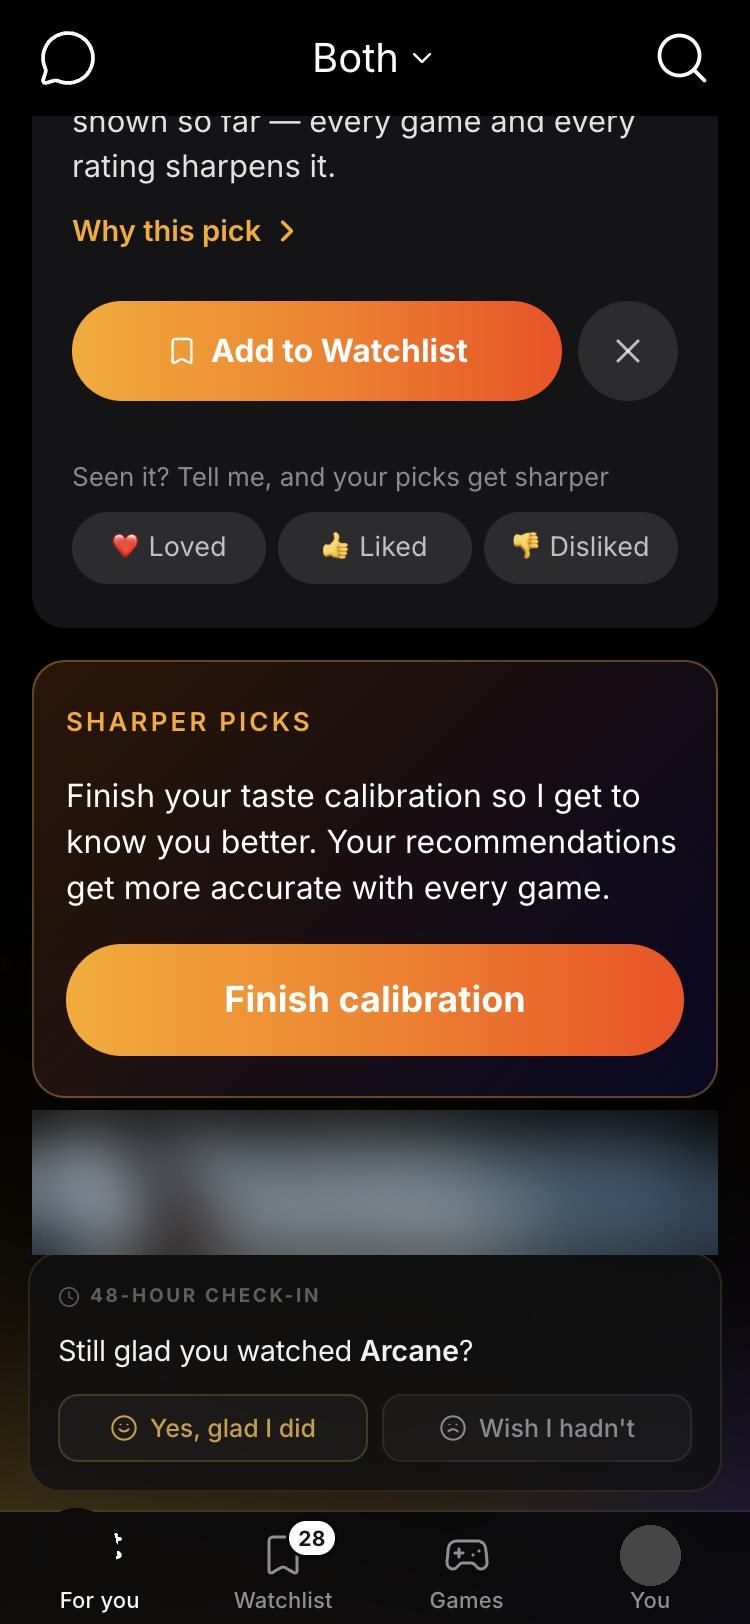 Both
shown so far — every game and every
rating sharpens it.
Why this pick
Add to Watchlist
Seen it? Tell me, and your picks get sharper
❤️ Loved
👍 Liked
👎 Disliked
SHARPER PICKS
Finish your taste calibration so I get to
know you better. Your recommendations
get more accurate with every game.
Finish calibration
48-HOUR CHECK-IN
Still glad you watched Arcane?
Yes, glad I did
Wish I hadn't
28
For you
Watchlist
Games
You